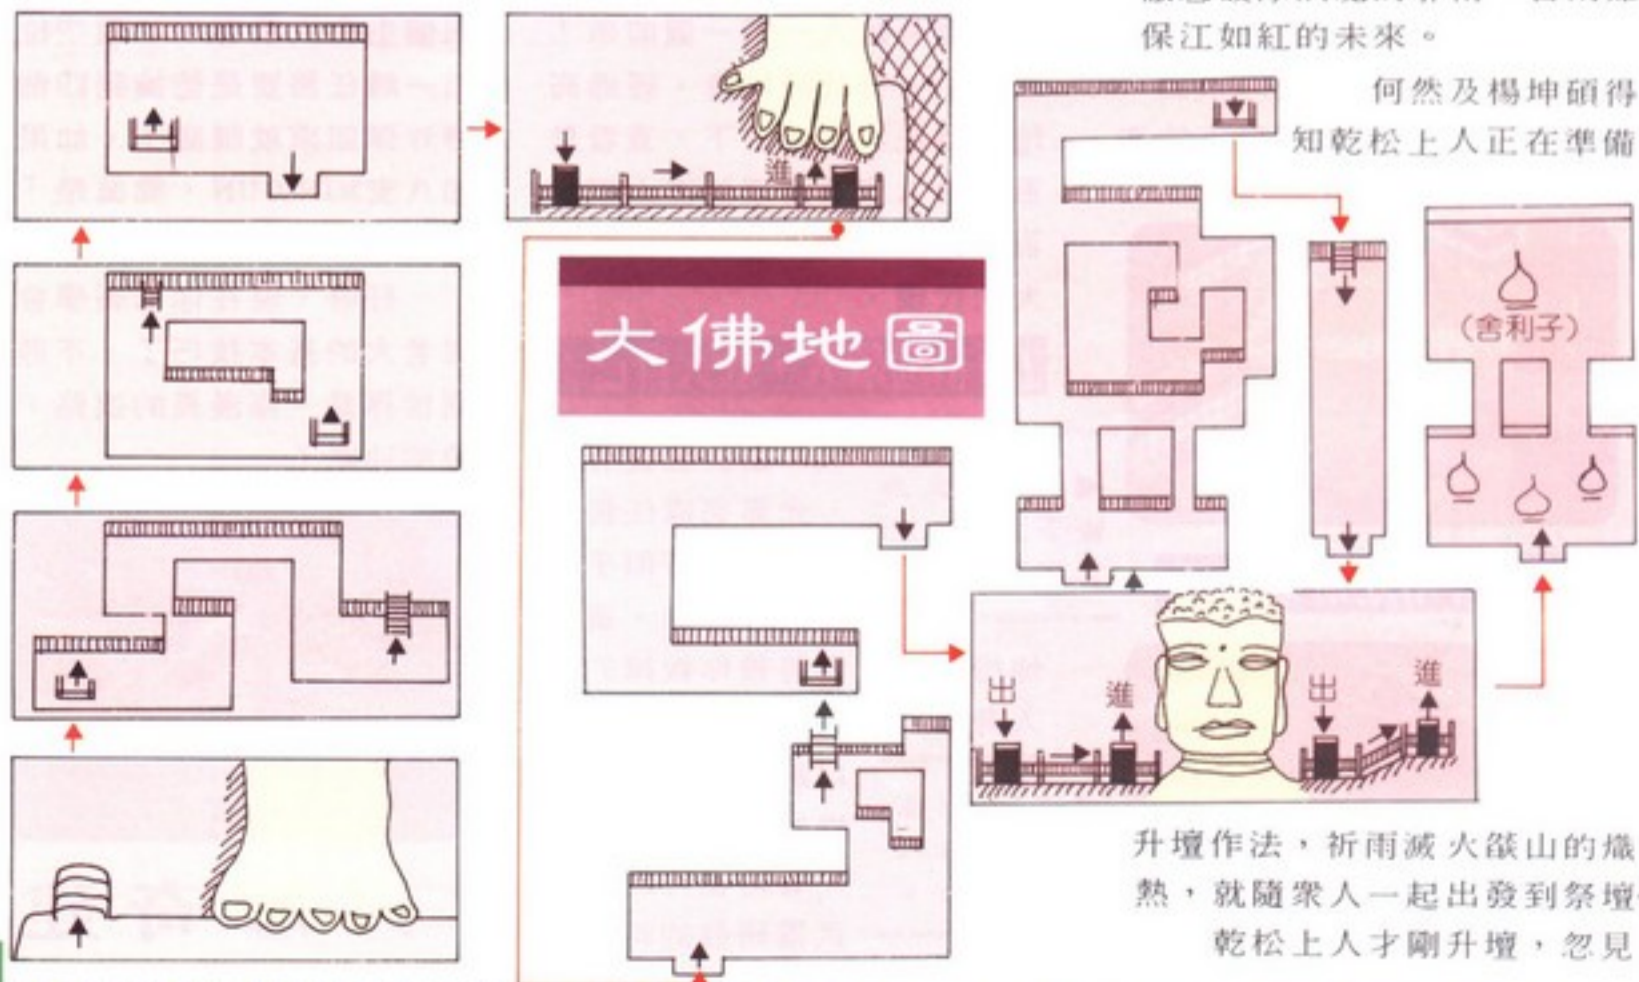 保江如紅的未來。
何然及楊坤碩得
知乾松上人正在準備
進
大佛地圖
(舍利子)
出
進
出
進
升壇作法，祈雨滅火燄山的熾
熱，就隨衆人一起出發到祭壇
乾松上人才剛升壇，忽見